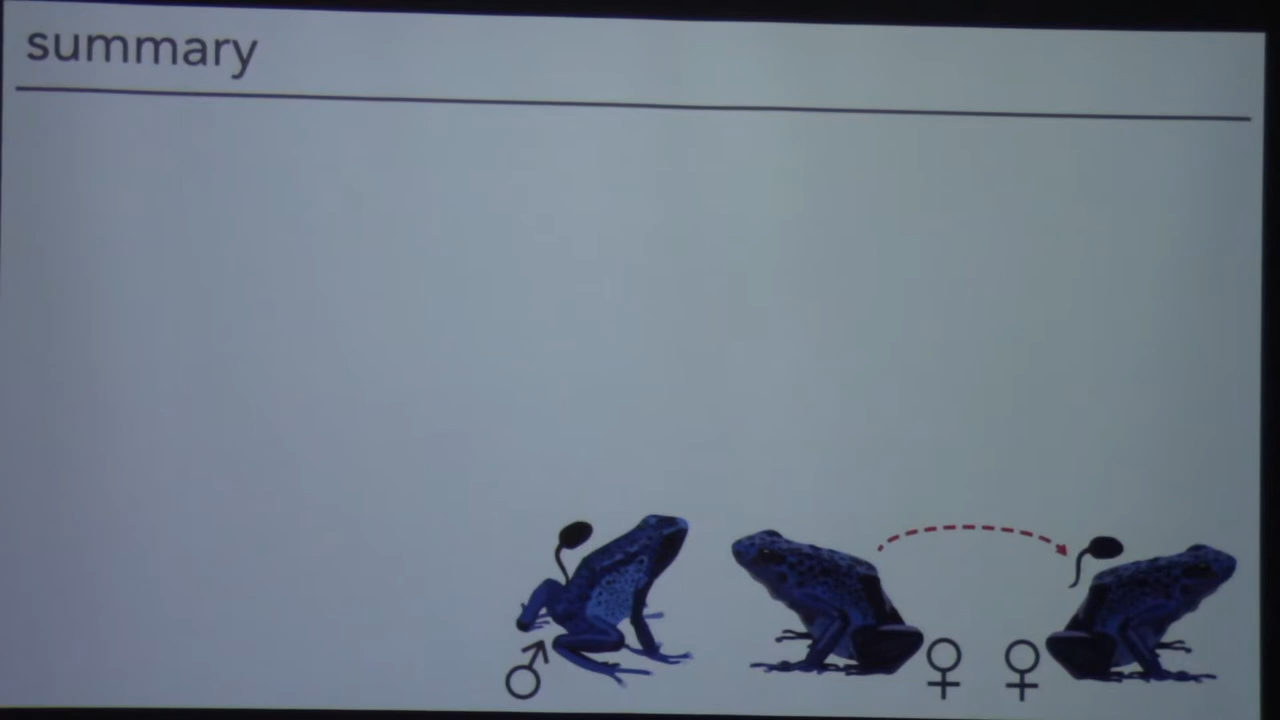 summary
♂ ♀ ♀